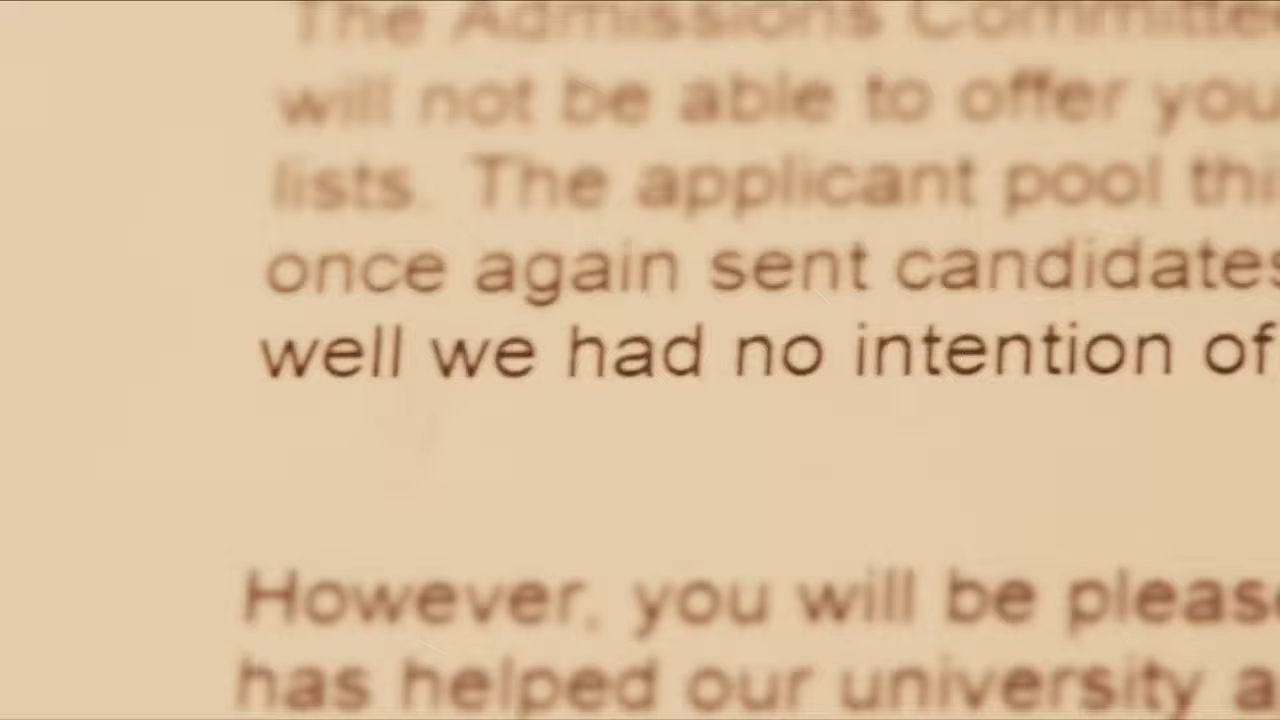 The Admissions Committee
will not be able to offer you
lists. The applicant pool thi
once again sent candidates
well we had no intention of
However, you will be please
has helped our university a